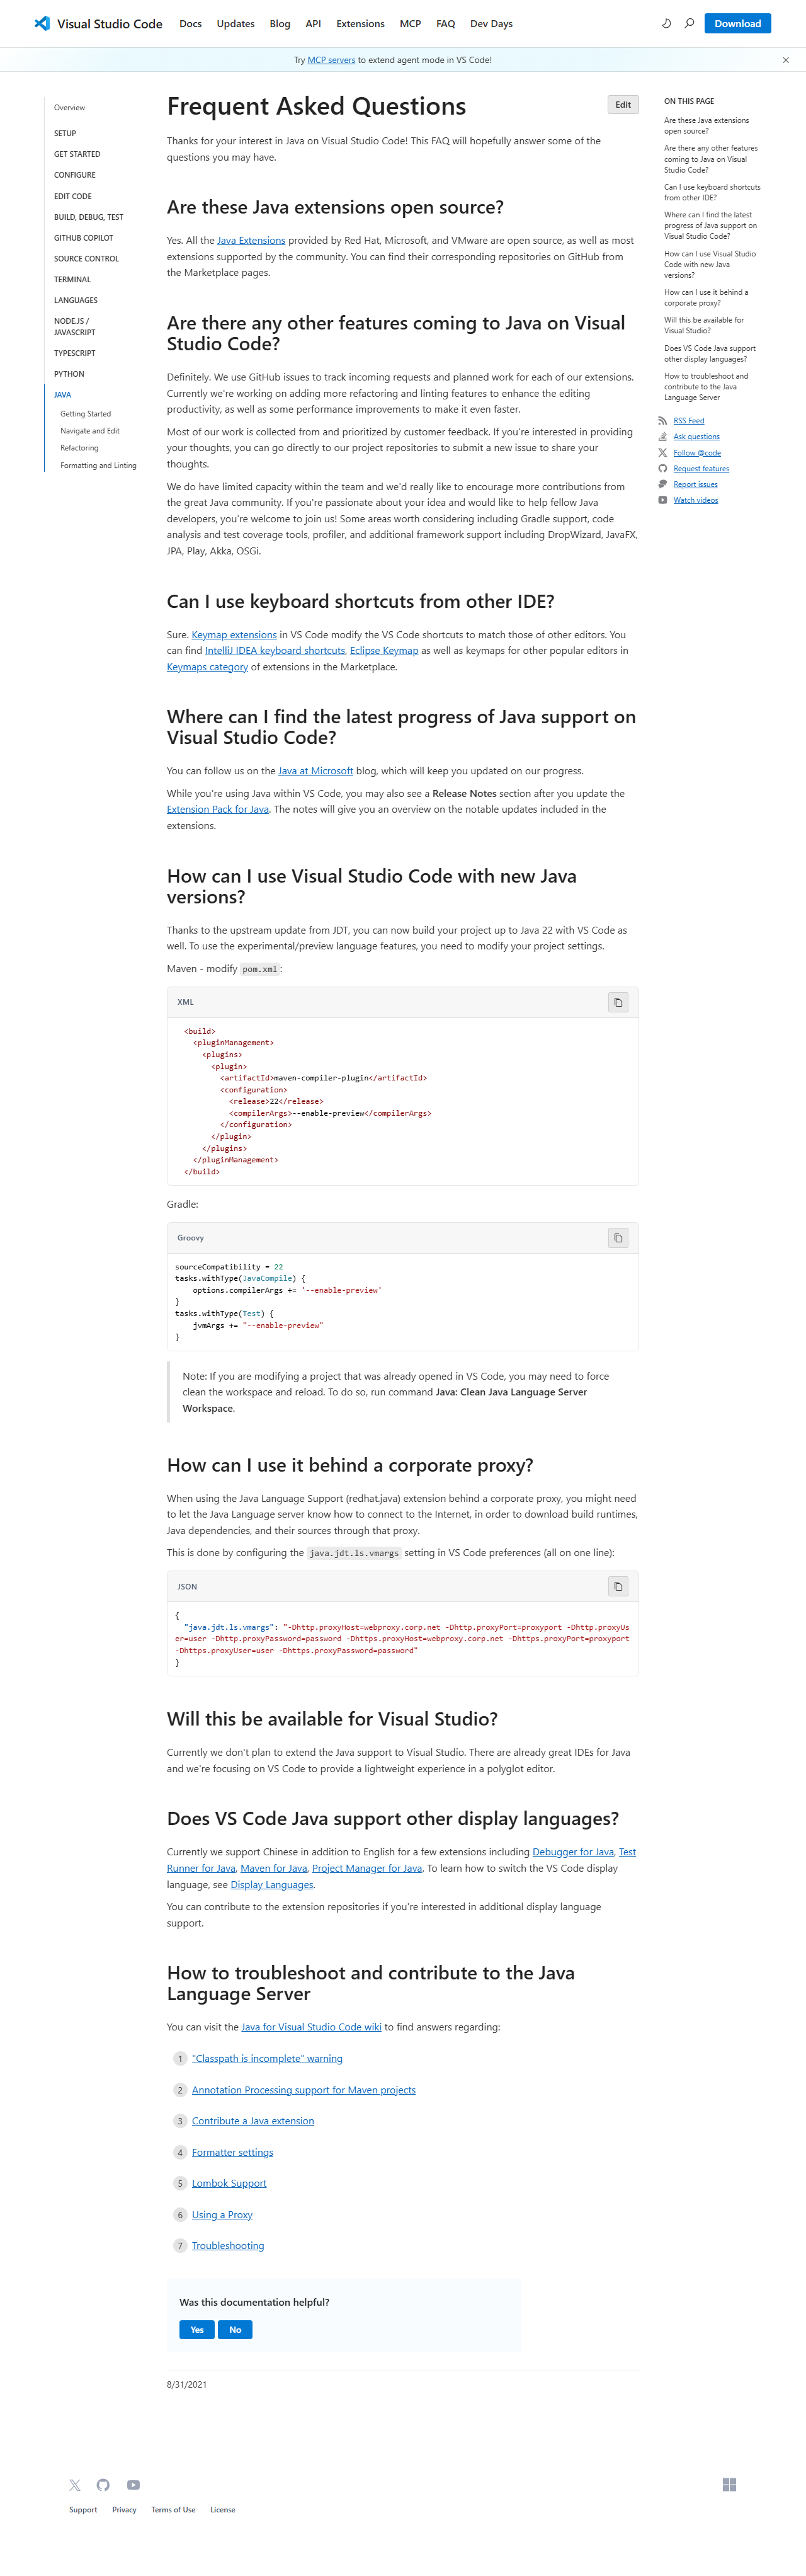 Visual Studio Code
Docs
Updates
Blog
API
Extensions
MCP
FAQ
Dev Days
Download
Try MCP servers to extend agent mode in VS Code!
Overview
SETUP
GET STARTED
CONFIGURE
EDIT CODE
BUILD, DEBUG, TEST
GITHUB COPILOT
SOURCE CONTROL
TERMINAL
LANGUAGES
NODE.JS /
JAVASCRIPT
TYPESCRIPT
PYTHON
JAVA
Getting Started
Navigate and Edit
Refactoring
Formatting and Linting
Frequent Asked Questions
Edit
Thanks for your interest in Java on Visual Studio Code! This FAQ will hopefully answer some of the
questions you may have.
Are these Java extensions open source?
Yes. All the Java Extensions provided by Red Hat, Microsoft, and VMware are open source, as well as most
extensions supported by the community. You can find their corresponding repositories on GitHub from
the Marketplace pages.
Are there any other features coming to Java on Visual
Studio Code?
Definitely. We use GitHub issues to track incoming requests and planned work for each of our extensions.
Currently we're working on adding more refactoring and linting features to enhance the editing
productivity, as well as some performance improvements to make it even faster.
Most of our work is collected from and prioritized by customer feedback. If you're interested in providing
your thoughts, you can go directly to our project repositories to submit a new issue to share your
thoughts.
We do have limited capacity within the team and we'd really like to encourage more contributions from
the great Java community. If you're passionate about your idea and would like to help fellow Java
developers, you're welcome to join us! Some areas worth considering including Gradle support, code
analysis and test coverage tools, profiler, and additional framework support including DropWizard, JavaFX,
JPA, Play, Akka, OSGi.
Can I use keyboard shortcuts from other IDE?
Sure. Keymap extensions in VS Code modify the VS Code shortcuts to match those of other editors. You
can find IntelliJ IDEA keyboard shortcuts, Eclipse Keymap as well as keymaps for other popular editors in
Keymaps category of extensions in the Marketplace.
Where can I find the latest progress of Java support on
Visual Studio Code?
You can follow us on the Java at Microsoft blog, which will keep you updated on our progress.
While you're using Java within VS Code, you may also see a Release Notes section after you update the
Extension Pack for Java. The notes will give you an overview on the notable updates included in the
extensions.
How can I use Visual Studio Code with new Java
versions?
Thanks to the upstream update from JDT, you can now build your project up to Java 22 with VS Code as
well. To use the experimental/preview language features, you need to modify your project settings.
Maven - modify pom.xml:
XML
<build>
<pluginManagement>
<plugins>
<plugin>
<artifactId>maven-compiler-plugin</artifactId>
<configuration>
<release>22</release>
<compilerArgs>--enable-preview</compilerArgs>
</configuration>
</plugin>
</plugins>
</pluginManagement>
</build>
Gradle:
Groovy
sourceCompatibility = 22
tasks.withType(JavaCompile) {
options.compilerArgs += '--enable-preview'
}
tasks.withType(Test) {
jvmArgs += "--enable-preview"
}
Note: If you are modifying a project that was already opened in VS Code, you may need to force
clean the workspace and reload. To do so, run command Java: Clean Java Language Server
Workspace.
How can I use it behind a corporate proxy?
When using the Java Language Support (redhat.java) extension behind a corporate proxy, you might need
to let the Java Language server know how to connect to the Internet, in order to download build runtimes,
Java dependencies, and their sources through that proxy.
This is done by configuring the java.jdt.ls.vmargs setting in VS Code preferences (all on one line):
JSON
{
"java.jdt.ls.vmargs": "-Dhttp.proxyHost=webproxy.corp.net -Dhttp.proxyPort=proxyport -Dhttp.proxyUs
er=user -Dhttp.proxyPassword=password -Dhttps.proxyHost=webproxy.corp.net -Dhttps.proxyPort=proxyport
-Dhttps.proxyUser=user -Dhttps.proxyPassword=password"
}
Will this be available for Visual Studio?
Currently we don't plan to extend the Java support to Visual Studio. There are already great IDEs for Java
and we're focusing on VS Code to provide a lightweight experience in a polyglot editor.
Does VS Code Java support other display languages?
Currently we support Chinese in addition to English for a few extensions including Debugger for Java, Test
Runner for Java, Maven for Java, Project Manager for Java. To learn how to switch the VS Code display
language, see Display Languages.
You can contribute to the extension repositories if you're interested in additional display language
support.
How to troubleshoot and contribute to the Java
Language Server
You can visit the Java for Visual Studio Code wiki to find answers regarding:
1 "Classpath is incomplete" warning
2 Annotation Processing support for Maven projects
3 Contribute a Java extension
4 Formatter settings
5 Lombok Support
6 Using a Proxy
7 Troubleshooting
Was this documentation helpful?
Yes
No
8/31/2021
ON THIS PAGE
Are these Java extensions
open source?
Are there any other features
coming to Java on Visual
Studio Code?
Can I use keyboard shortcuts
from other IDE?
Where can I find the latest
progress of Java support on
Visual Studio Code?
How can I use Visual Studio
Code with new Java
versions?
How can I use it behind a
corporate proxy?
Will this be available for
Visual Studio?
Does VS Code Java support
other display languages?
How to troubleshoot and
contribute to the Java
Language Server
RSS Feed
Ask questions
Follow @code
Request features
Report issues
Watch videos
Support
Privacy
Terms of Use
License